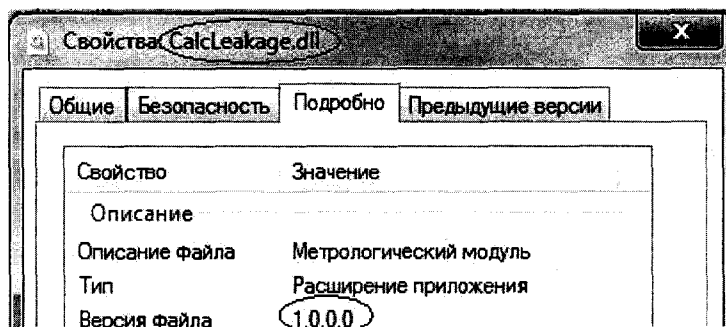 Свойства: CalcLeakage.dll
Общие Безопасность Подробно Предыдущие версии
Свойство Значение
Описание
Описание файла Метрологический модуль
Тип Расширение приложения
Версия файла 1.0.0.0